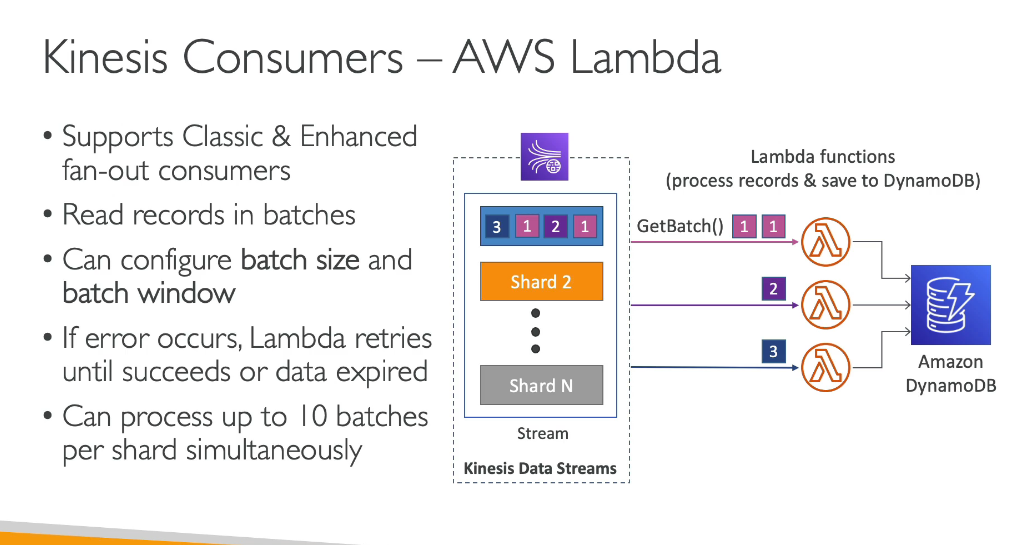 Kinesis Consumers – AWS Lambda
• Supports Classic & Enhanced
fan-out consumers
• Read records in batches
• Can configure batch size and
batch window
• If error occurs, Lambda retries
until succeeds or data expired
• Can process up to 10 batches
per shard simultaneously
3 1 2 1
Shard 2
Shard N
Stream
Kinesis Data Streams
Lambda functions
(process records & save to DynamoDB)
GetBatch() 1 1
2
3
Amazon
DynamoDB